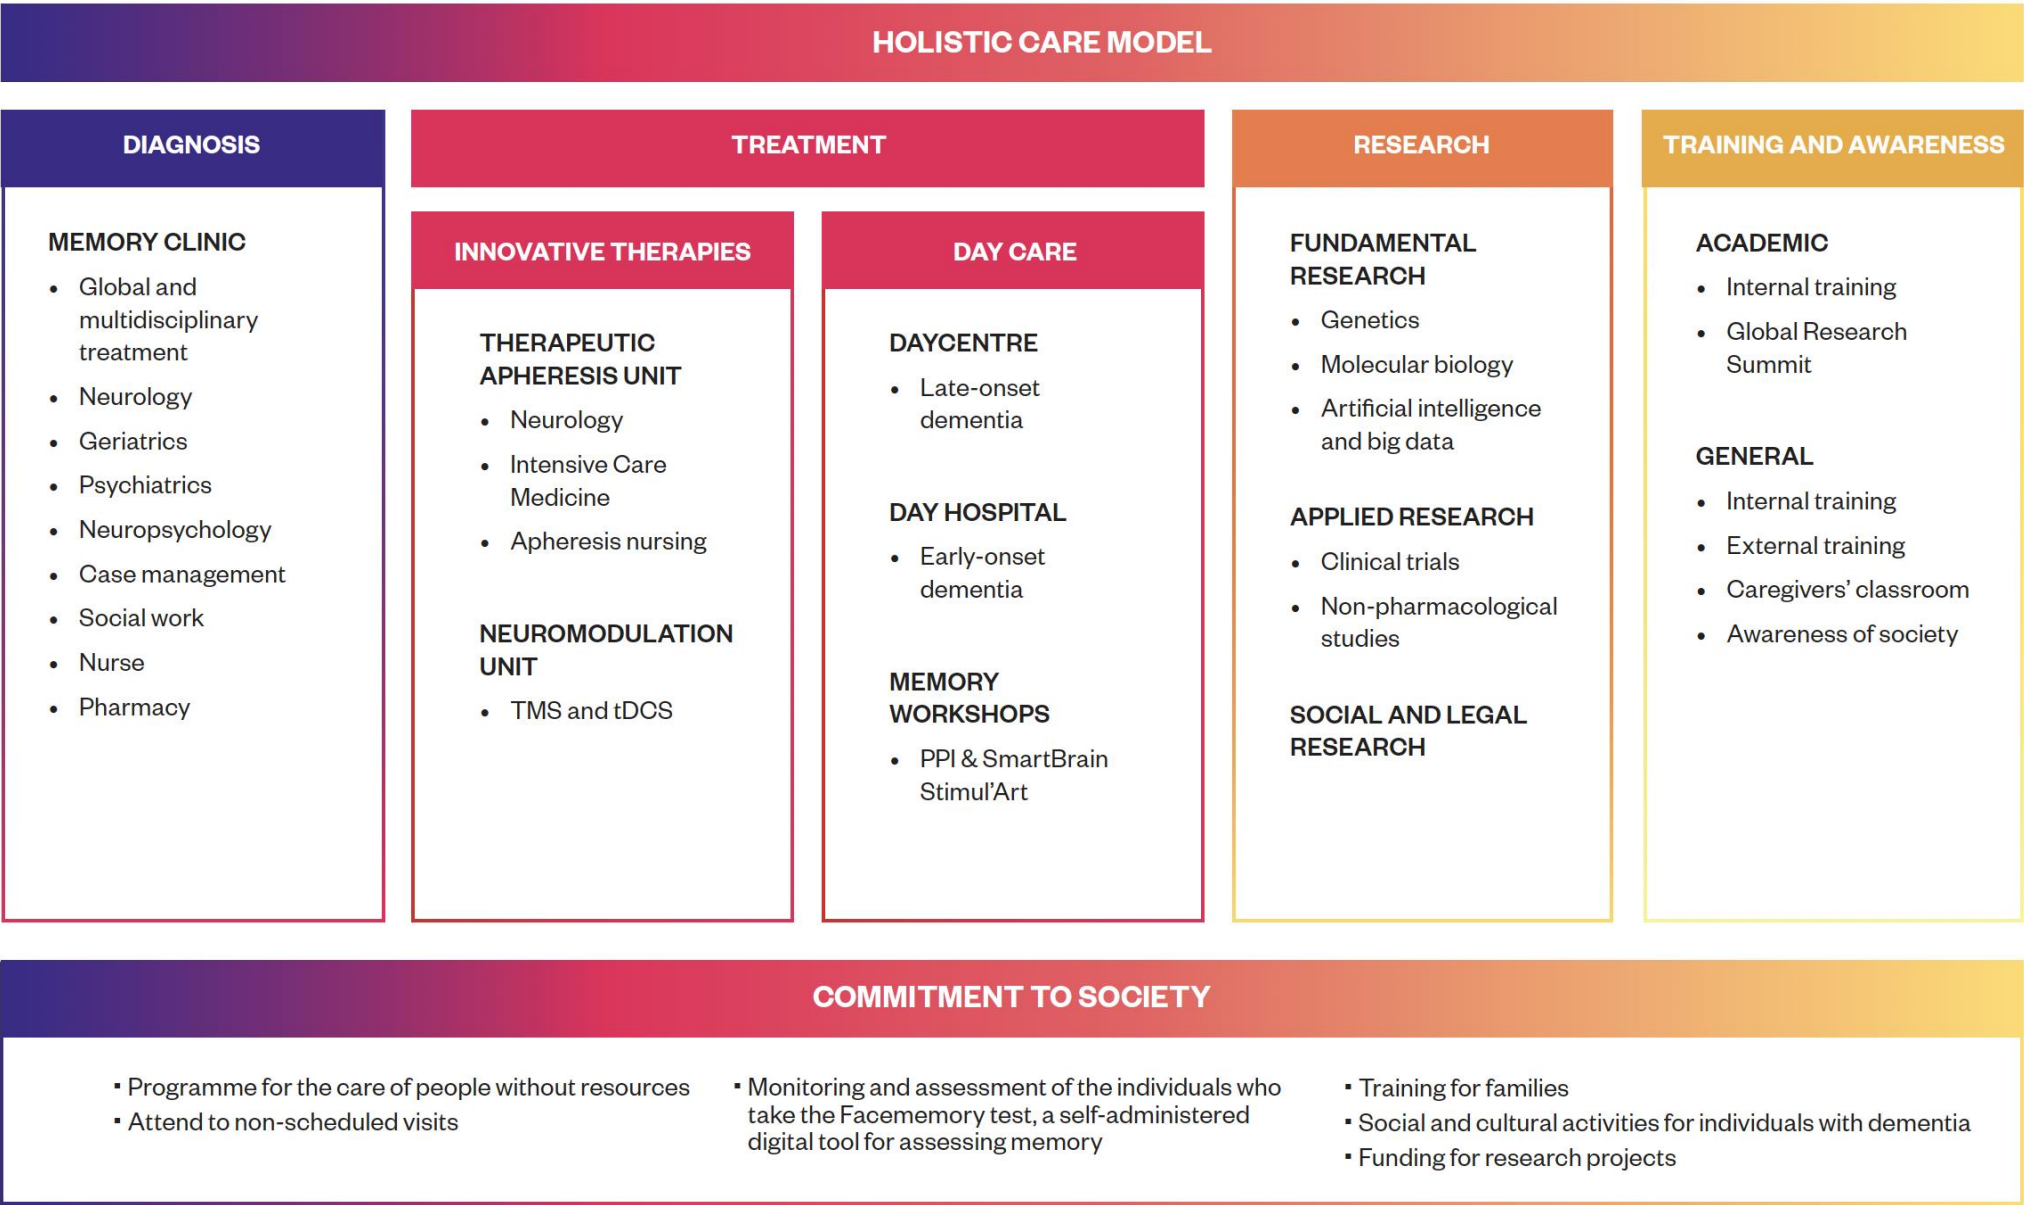 HOLISTIC CARE MODEL
DIAGNOSIS
MEMORY CLINIC
• Global and
multidisciplinary
treatment
• Neurology
• Geriatrics
• Psychiatrics
• Neuropsychology
• Case management
• Social work
• Nurse
• Pharmacy
TREATMENT
INNOVATIVE THERAPIES
THERAPEUTIC
APHERESIS UNIT
• Neurology
• Intensive Care
Medicine
• Apheresis nursing
NEUROMODULATION
UNIT
• TMS and tDCS
DAY CARE
DAYCENTRE
• Late-onset
dementia
DAY HOSPITAL
• Early-onset
dementia
MEMORY
WORKSHOPS
• PPI & SmartBrain
Stimul’Art
RESEARCH
FUNDAMENTAL
RESEARCH
• Genetics
• Molecular biology
• Artificial intelligence
and big data
APPLIED RESEARCH
• Clinical trials
• Non-pharmacological
studies
SOCIAL AND LEGAL
RESEARCH
TRAINING AND AWARENESS
ACADEMIC
• Internal training
• Global Research
Summit
GENERAL
• Internal training
• External training
• Caregivers’ classroom
• Awareness of society
COMMITMENT TO SOCIETY
▪ Programme for the care of people without resources
▪ Attend to non-scheduled visits
▪ Monitoring and assessment of the individuals who
take the Facememory test, a self-administered
digital tool for assessing memory
▪ Training for families
▪ Social and cultural activities for individuals with dementia
▪ Funding for research projects